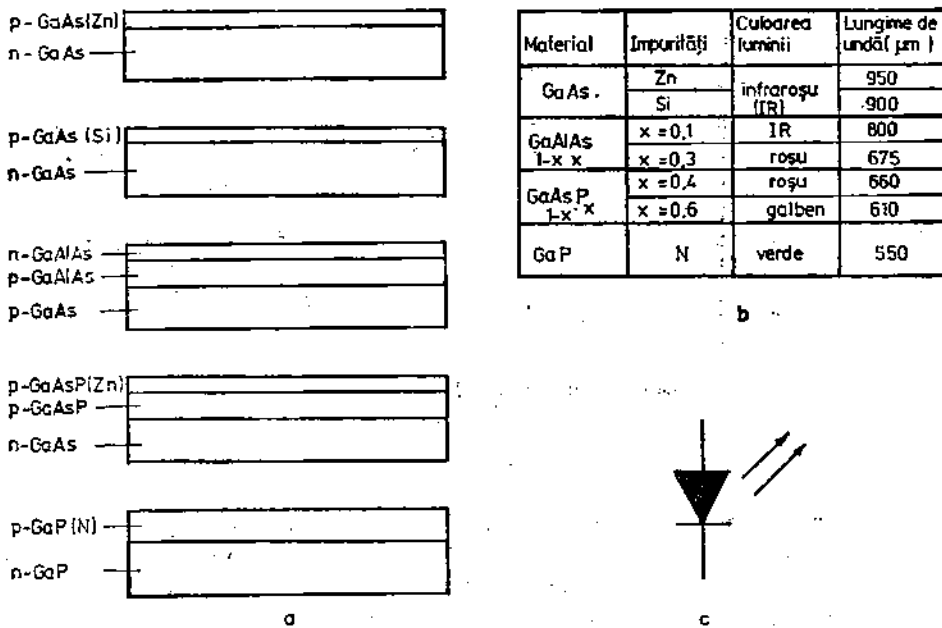 p-GaAs(Zn)
n-GaAs
p-GaAs (Si)
n-GaAs
n-GaAlAs
p-GaAlAs
p-GaAs
p-GaAsP(Zn)
p-GaAsP
n-GaAs
p-GaP(N)
n-GaP
a
Material Impurități Culoarea luminii Lungime de undă( µm )
GaAs. Zn infraroșu (IR) 950
Si 900
GaAlAs 1-x x x =0,1 IR 800
x =0,3 roșu 675
GaAsP 1-x x x =0,4 roșu 660
x =0,6 galben 610
GaP N verde 550
b
c